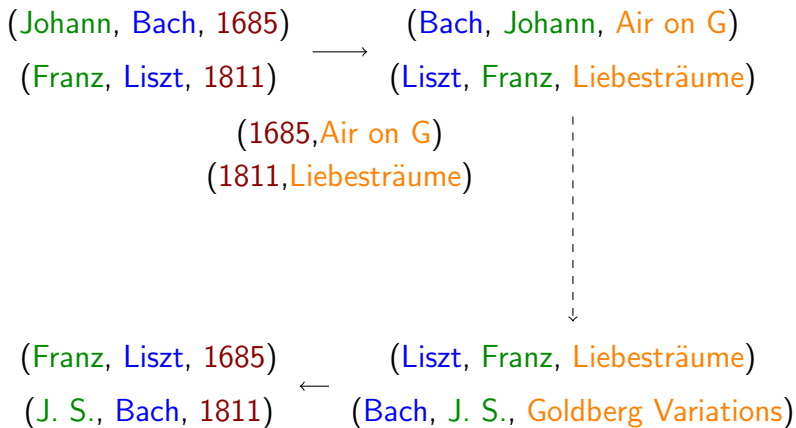 (Johann, Bach, 1685) ⟶ (Bach, Johann, Air on G)
(Franz, Liszt, 1811) (Liszt, Franz, Liebesträume)
(1685,Air on G)
(1811,Liebesträume)
(Franz, Liszt, 1685) ← (Liszt, Franz, Liebesträume)
(J. S., Bach, 1811) (Bach, J. S., Goldberg Variations)